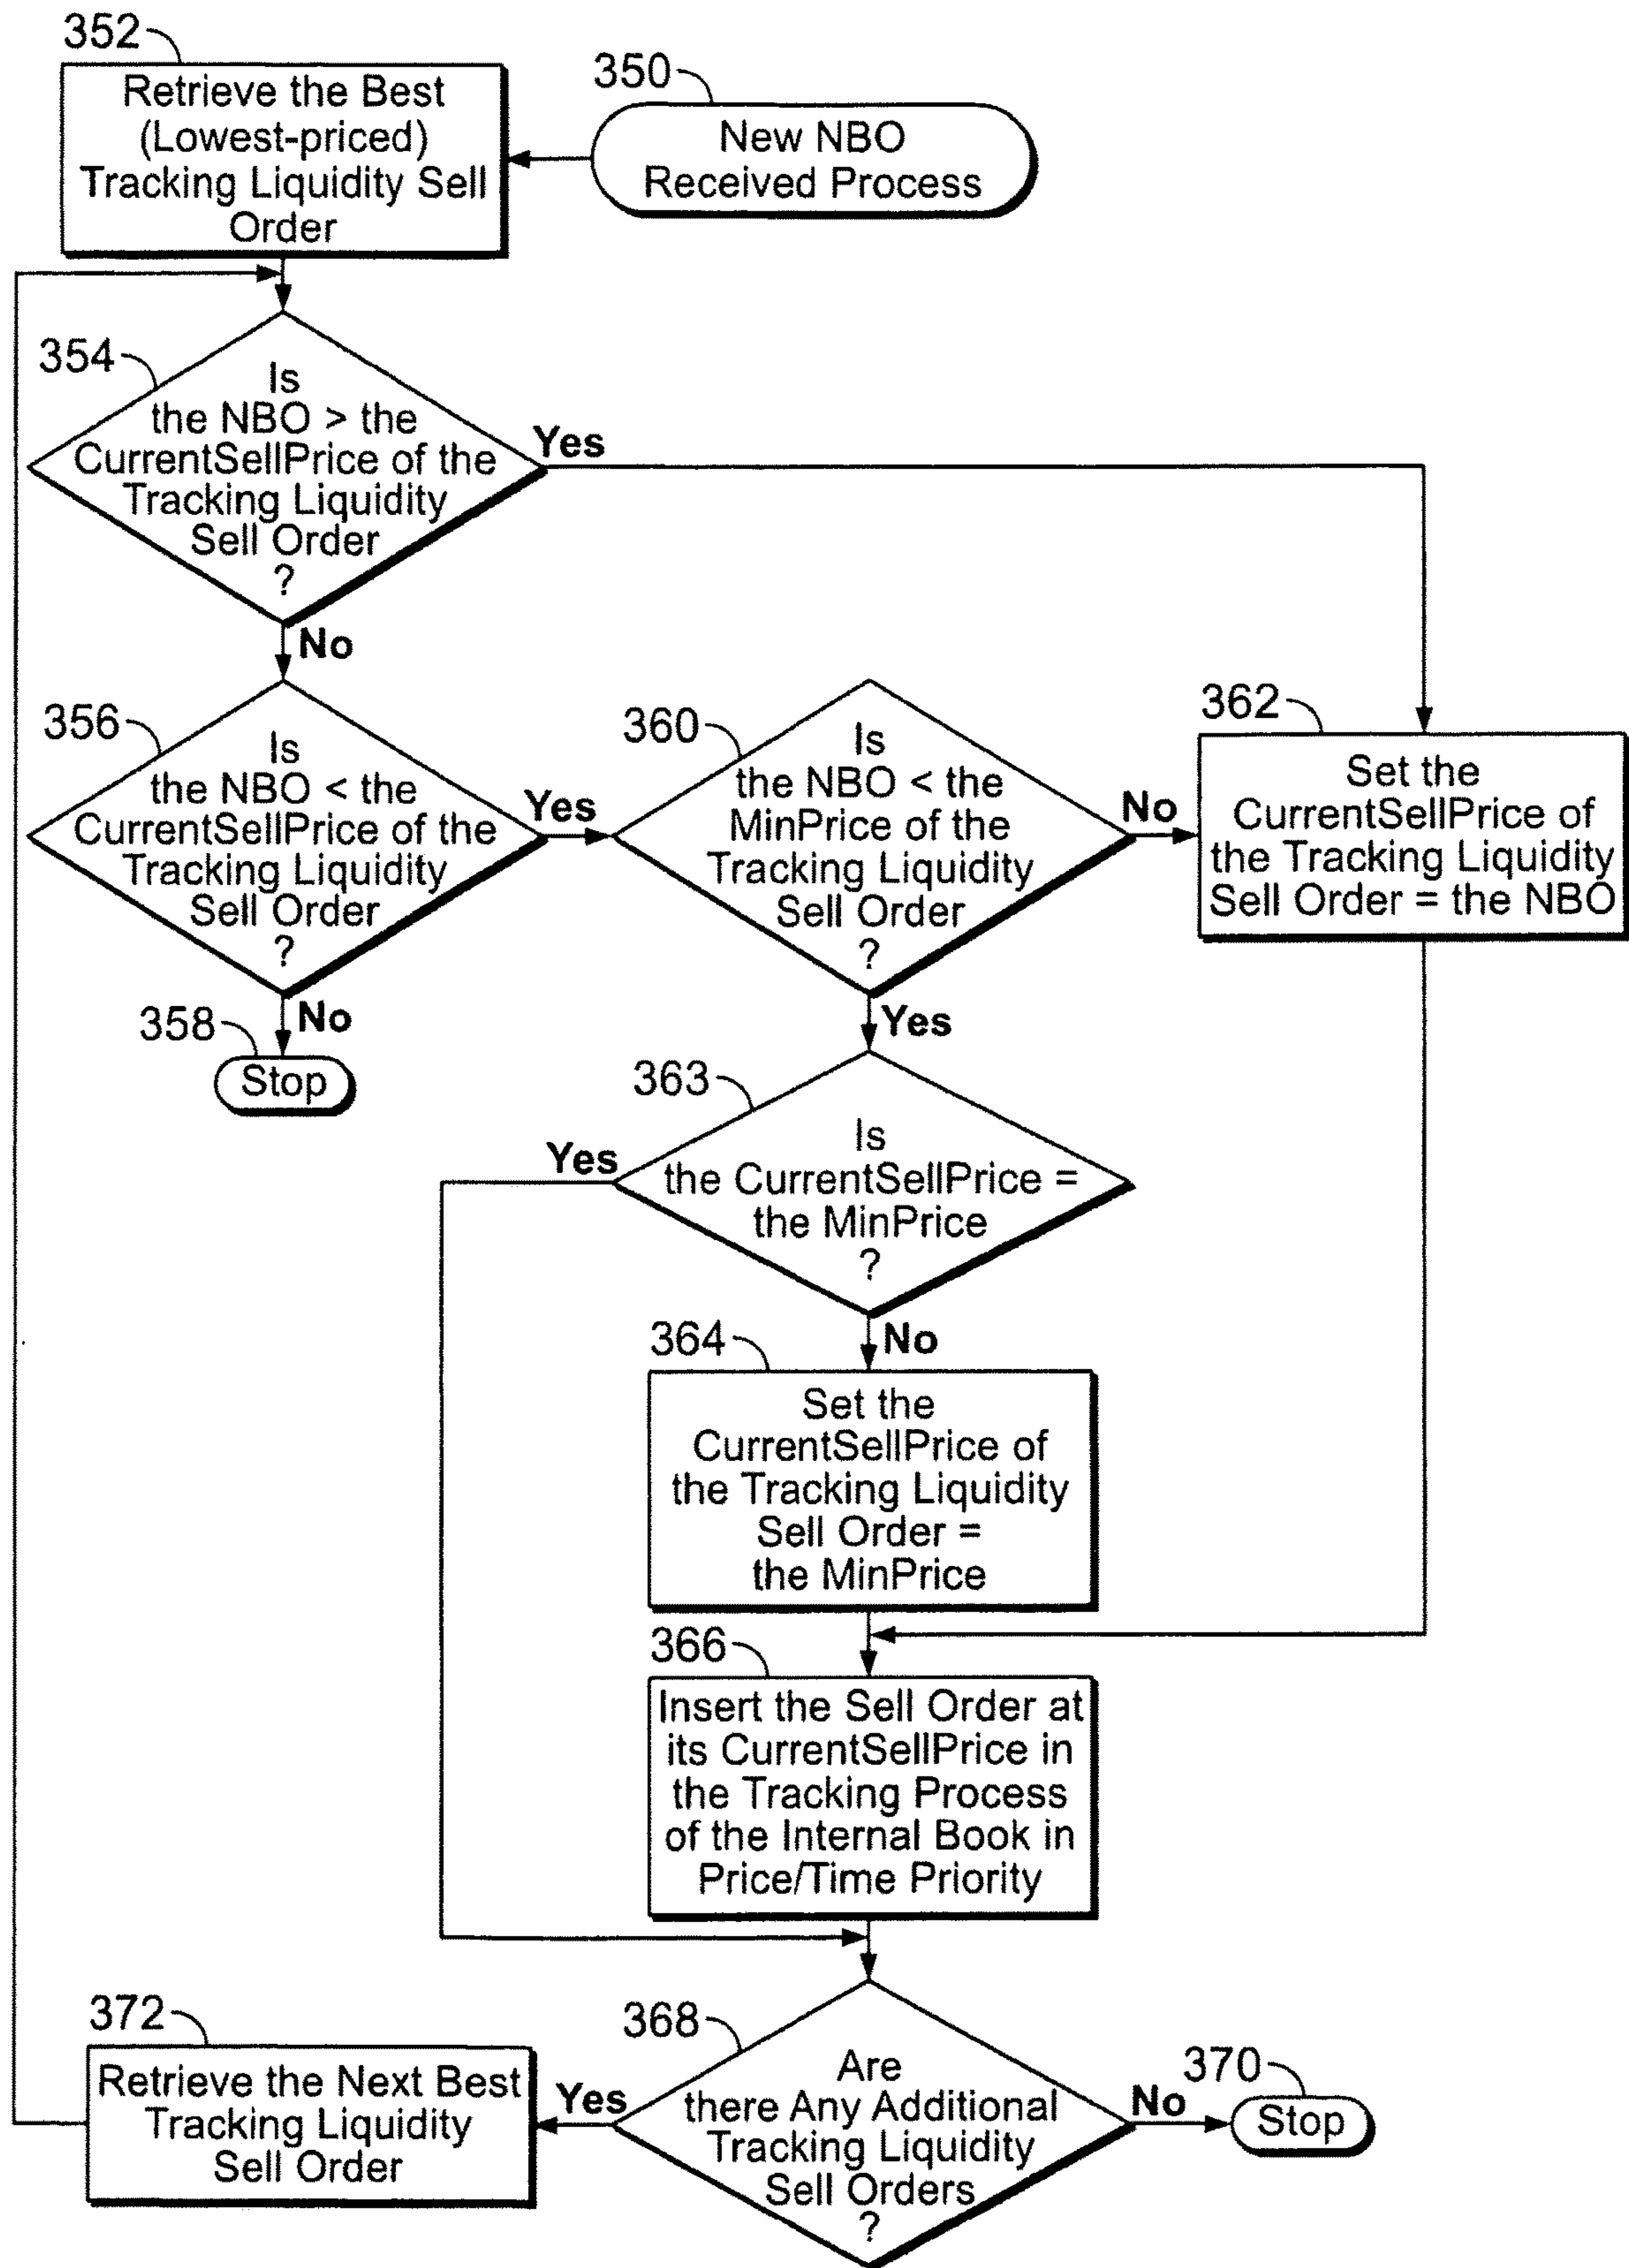 352
Retrieve the Best
(Lowest-priced)
Tracking Liquidity Sell
Order
350
New NBO
Received Process
354
Is
the NBO > the
CurrentSellPrice of the
Tracking Liquidity
Sell Order
?
Yes
No
356
Is
the NBO < the
CurrentSellPrice of the
Tracking Liquidity
Sell Order
?
Yes
No
358
Stop
360
Is
the NBO < the
MinPrice of the
Tracking Liquidity
Sell Order
?
No
Yes
362
Set the
CurrentSellPrice of
the Tracking Liquidity
Sell Order = the NBO
363
Is
the CurrentSellPrice =
the MinPrice
?
Yes
No
364
Set the
CurrentSellPrice of
the Tracking Liquidity
Sell Order =
the MinPrice
366
Insert the Sell Order at
its CurrentSellPrice in
the Tracking Process
of the Internal Book in
Price/Time Priority
368
Are
there Any Additional
Tracking Liquidity
Sell Orders
?
Yes
No
370
Stop
372
Retrieve the Next Best
Tracking Liquidity
Sell Order